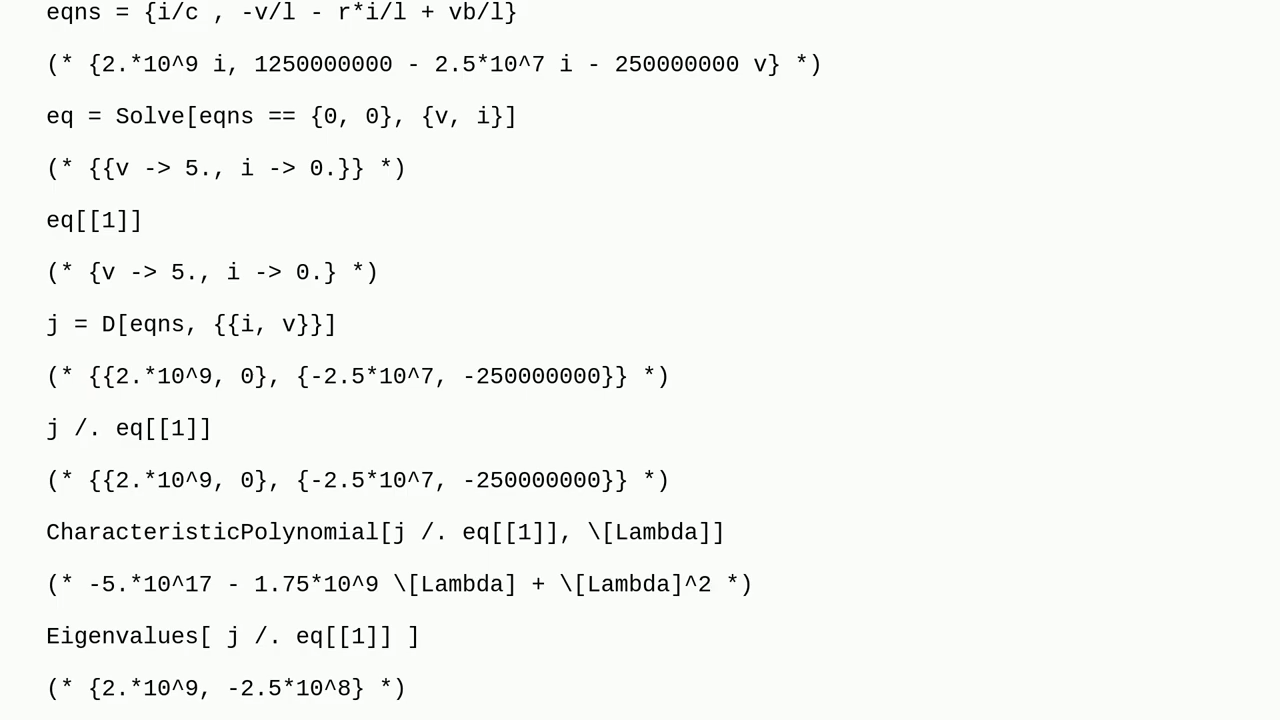 eqns = {i/c , -v/l - r*i/l + vb/l}
(* {2.*10^9 i, 1250000000 - 2.5*10^7 i - 250000000 v} *)
eq = Solve[eqns == {0, 0}, {v, i}]
(* {{v -> 5., i -> 0.}} *)
eq[[1]]
(* {v -> 5., i -> 0.} *)
j = D[eqns, {{i, v}}]
(* {{2.*10^9, 0}, {-2.5*10^7, -250000000}} *)
j /. eq[[1]]
(* {{2.*10^9, 0}, {-2.5*10^7, -250000000}} *)
CharacteristicPolynomial[j /. eq[[1]], \[Lambda]]
(* -5.*10^17 - 1.75*10^9 \[Lambda] + \[Lambda]^2 *)
Eigenvalues[ j /. eq[[1]] ]
(* {2.*10^9, -2.5*10^8} *)